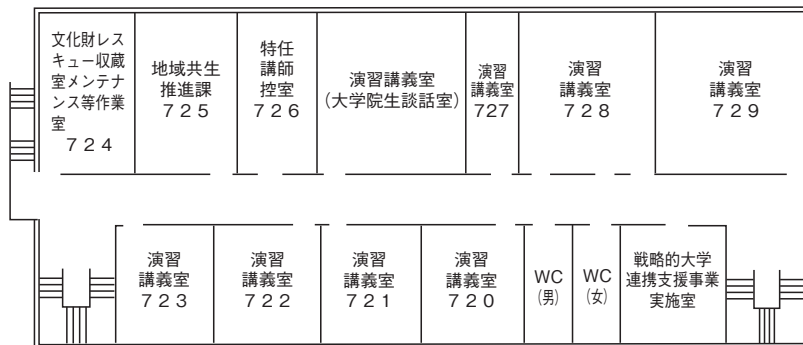 文化財レス
キュー収蔵
室メンテナ
ンス等作業
室
７２４
地域共生
推進課
７２５
特任
講師
控室
７２６
演習講義室
(大学院生談話室)
演習
講義室
727
演習
講義室
７２８
演習
講義室
７２９
演習
講義室
７２３
演習
講義室
７２２
演習
講義室
７２１
演習
講義室
７２０
WC
(男)
WC
(女)
戦略的大学
連携支援事業
実施室